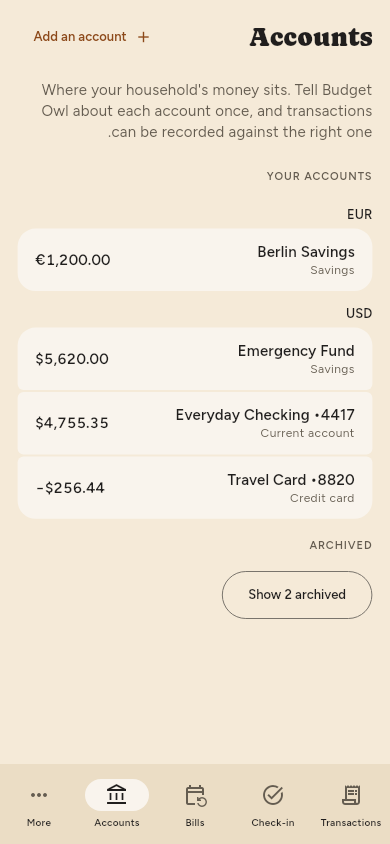 Accounts
Add an account
Where your household's money sits. Tell Budget
Owl about each account once, and transactions
can be recorded against the right one.
YOUR ACCOUNTS
EUR
Berlin Savings
Savings
€1,200.00
USD
Emergency Fund
Savings
$5,620.00
Everyday Checking •4417
Current account
$4,755.35
Travel Card •8820
Credit card
-$256.44
ARCHIVED
Show 2 archived
Transactions
Check-in
Bills
Accounts
More